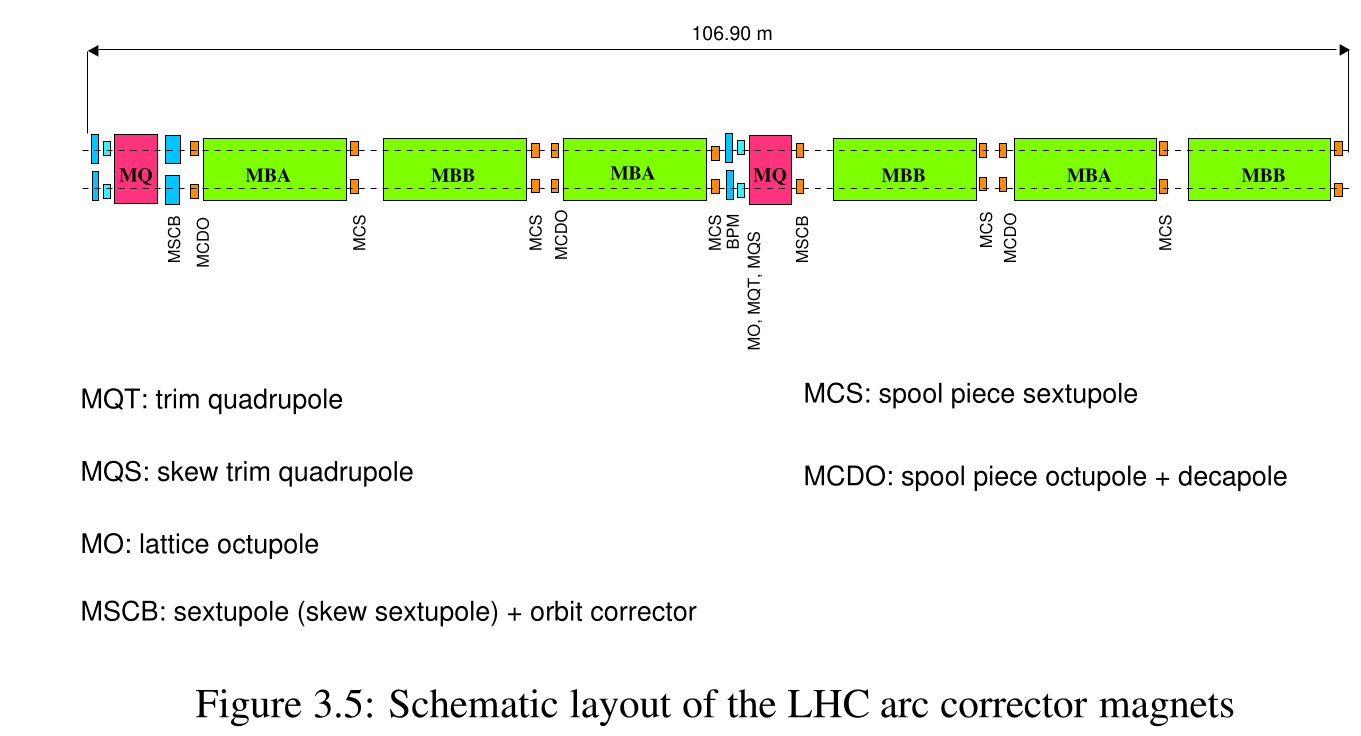 106.90 m
MQ MBA MBB MBA MQ MBB MBA MBB
MSCB MCDO MCS MCS MCDO MCS BPM MO, MQT, MQS MSCB MCS MCDO MCS
MQT: trim quadrupole
MCS: spool piece sextupole
MQS: skew trim quadrupole
MCDO: spool piece octupole + decapole
MO: lattice octupole
MSCB: sextupole (skew sextupole) + orbit corrector
Figure 3.5: Schematic layout of the LHC arc corrector magnets